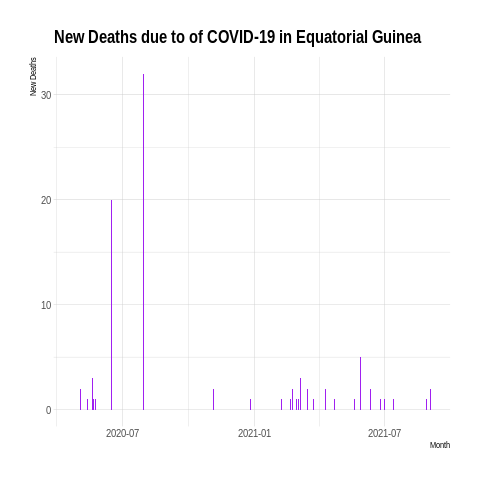 New Deaths due to of COVID-19 in Equatorial Guinea
New Deaths
30
20
10
0
2020-07 2021-01 2021-07
Month